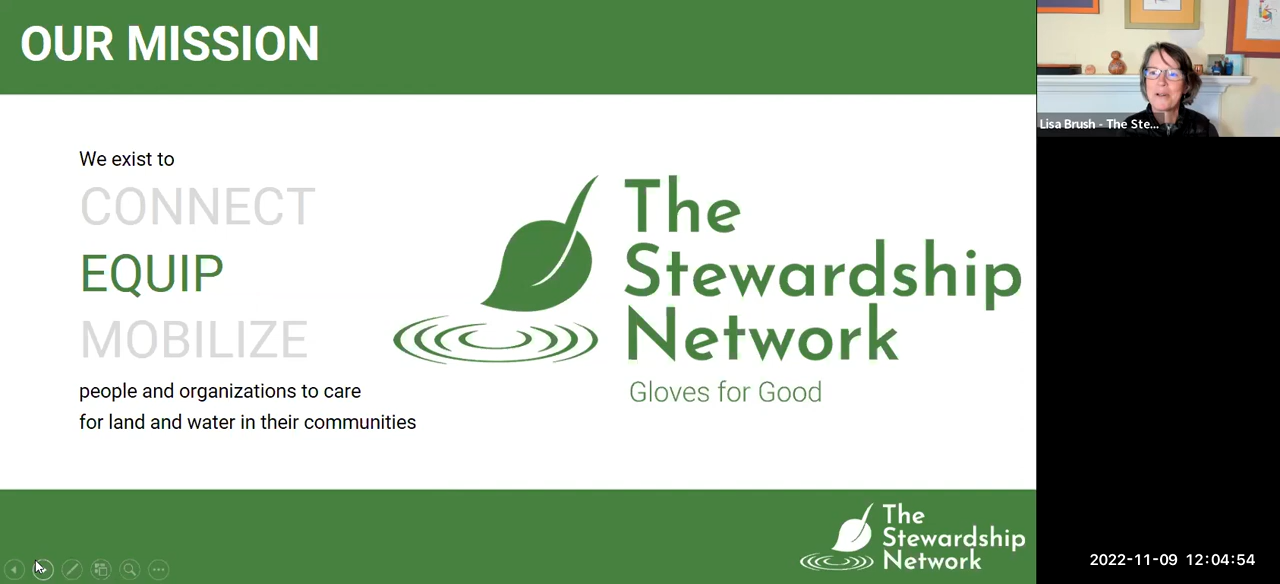 OUR MISSION
We exist to
CONNECT
EQUIP
MOBILIZE
people and organizations to care
for land and water in their communities
The
Stewardship
Network
Gloves for Good
The
Stewardship
Network
Lisa Brush - The Ste...
2022-11-09 12:04:54